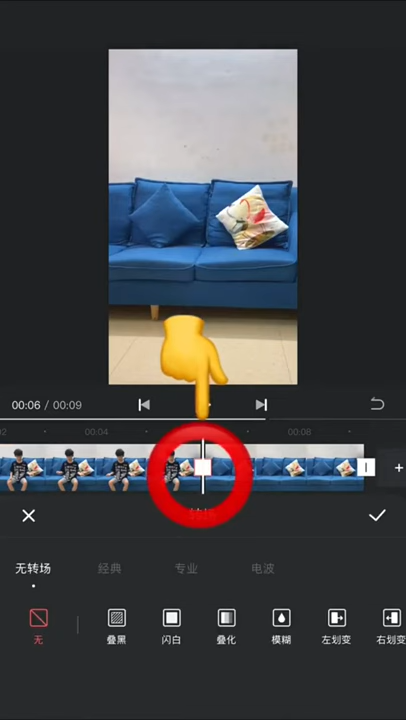 00:06 / 00:09
00:04
00:08
无转场 经典 专业 电波
无 叠黑 闪白 叠化 模糊 左划变 右划变